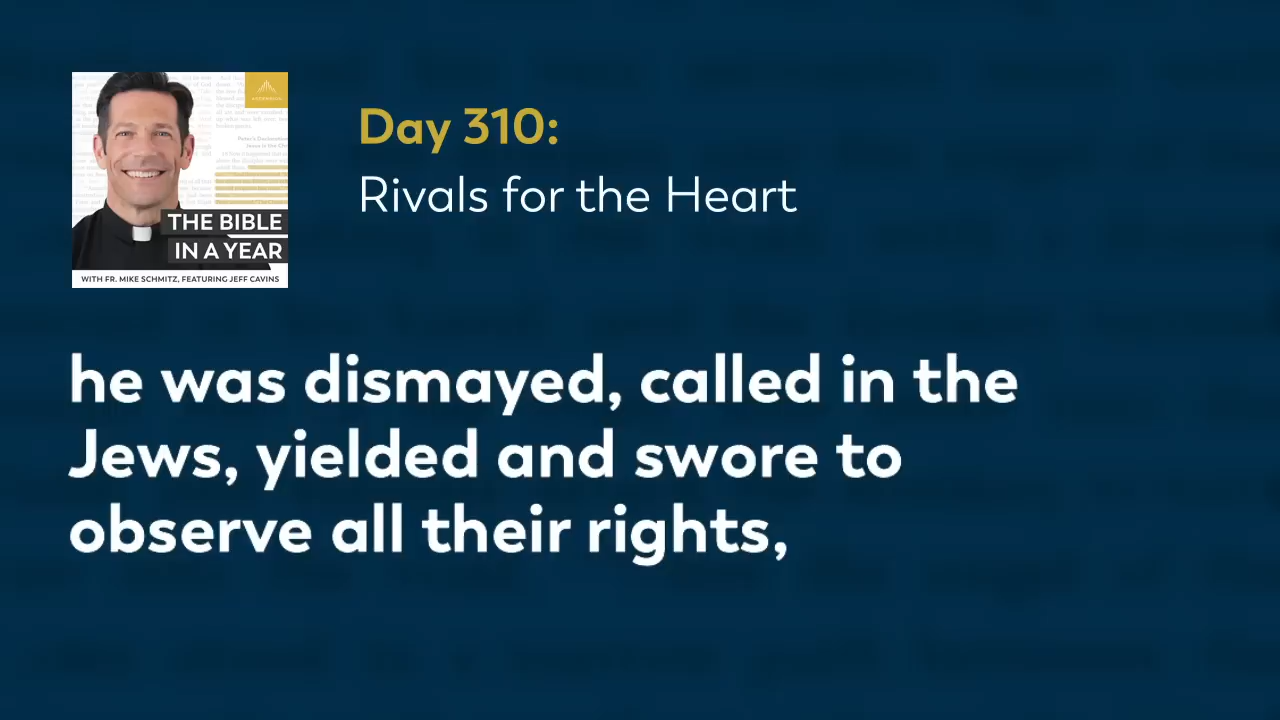 Day 310:
Rivals for the Heart
THE BIBLE
IN A YEAR
WITH FR. MIKE SCHMITZ, FEATURING JEFF CAVINS
he was dismayed, called in the
Jews, yielded and swore to
observe all their rights,